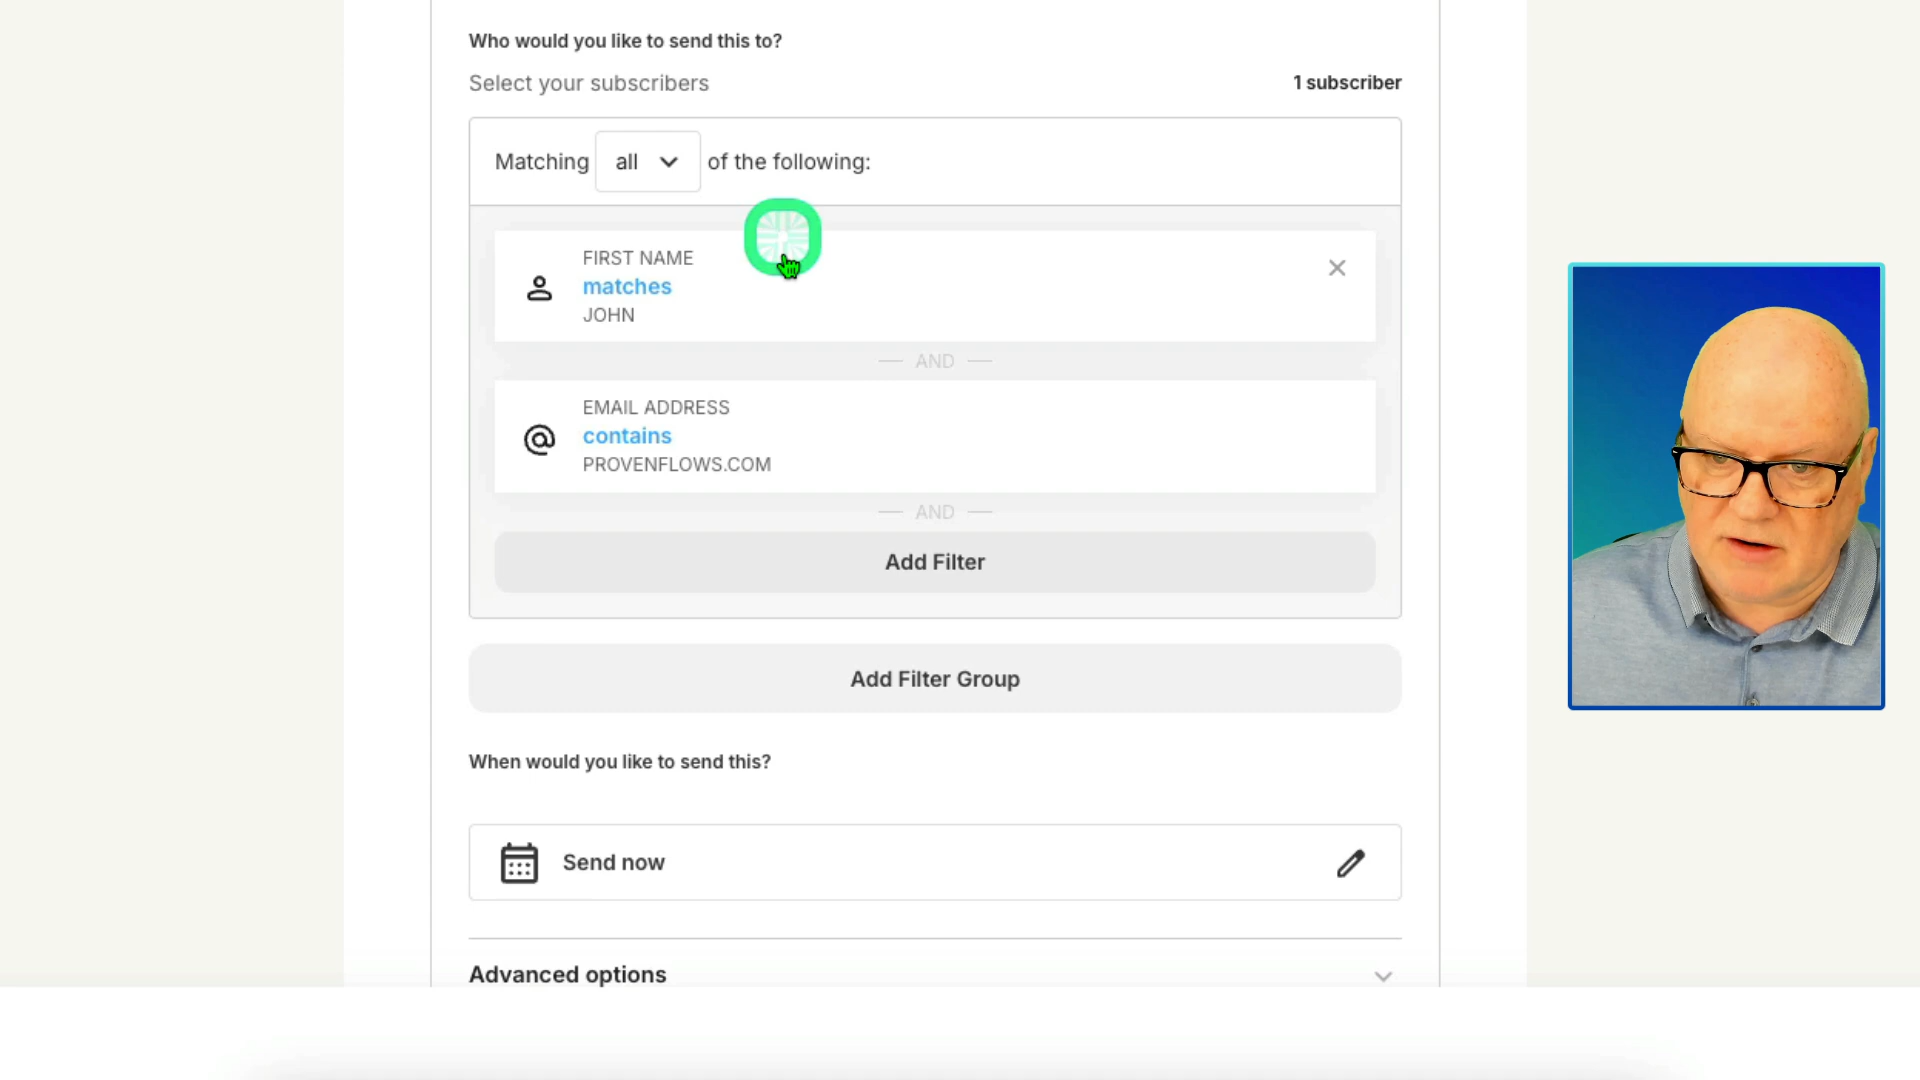 Who would you like to send this to?
Select your subscribers
1 subscriber
Matching all of the following:
FIRST NAME
matches
JOHN
AND
EMAIL ADDRESS
contains
PROVENFLOWS.COM
AND
Add Filter
Add Filter Group
When would you like to send this?
Send now
Advanced options